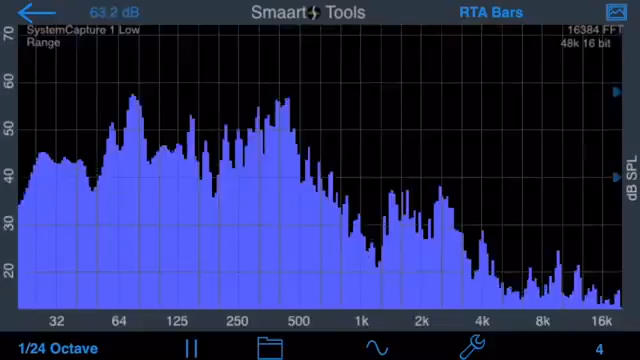 63.2 dB
Smaart Tools
RTA Bars
SystemCapture 1 Low
Range
16384 FFT
48k 16 bit
70
60
50
40
30
20
dB SPL
32 64 125 250 500 1k 2k 4k 8k 16k
1/24 Octave
4